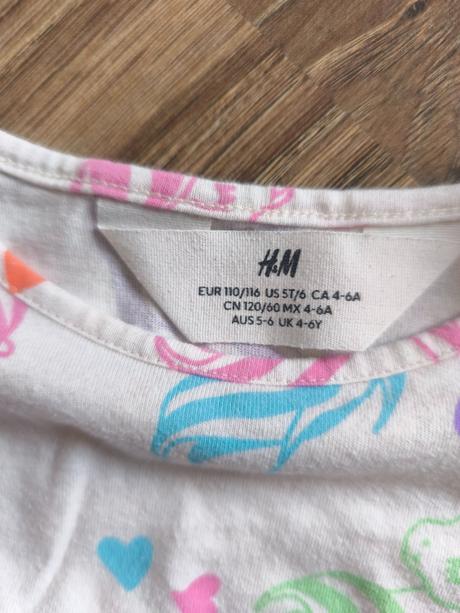 H&M
EUR 110/116 US 5T/6 CA 4-6A
CN 120/60 MX 4-6A
AUS 5-6 UK 4-6Y